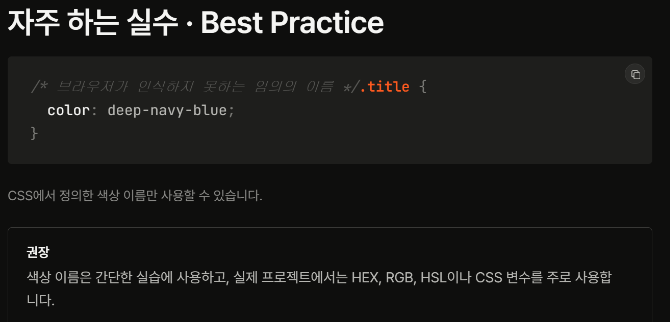 자주 하는 실수 · Best Practice
/* 브라우저가 인식하지 못하는 임의의 이름 */.title {
color: deep-navy-blue;
}
CSS에서 정의한 색상 이름만 사용할 수 있습니다.
권장
색상 이름은 간단한 실습에 사용하고, 실제 프로젝트에서는 HEX, RGB, HSL이나 CSS 변수를 주로 사용합
니다.